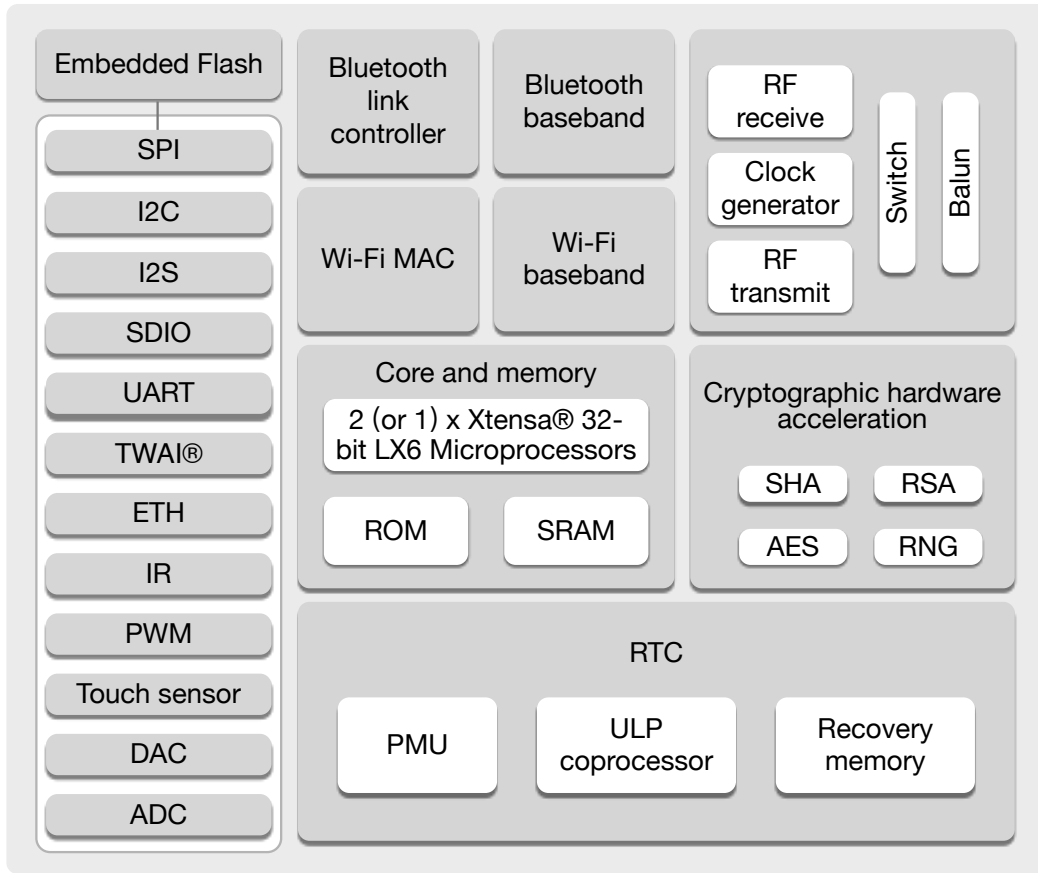 Embedded Flash
SPI
I2C
I2S
SDIO
UART
TWAI®
ETH
IR
PWM
Touch sensor
DAC
ADC
Bluetooth
link
controller
Bluetooth
baseband
Wi-Fi MAC
Wi-Fi
baseband
RF
receive
Clock
generator
RF
transmit
Switch
Balun
Core and memory
2 (or 1) x Xtensa® 32-
bit LX6 Microprocessors
ROM
SRAM
Cryptographic hardware
acceleration
SHA
RSA
AES
RNG
RTC
PMU
ULP
coprocessor
Recovery
memory